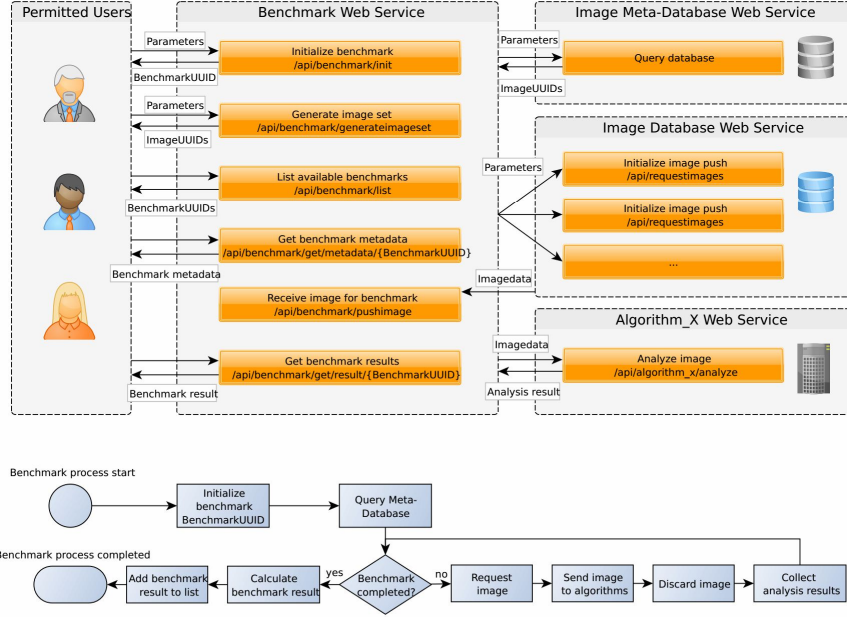 Permitted Users
Benchmark Web Service
Image Meta-Database Web Service
Parameters
Initialize benchmark
/api/benchmark/init
BenchmarkUUID
Parameters
Query database
ImageUUIDs
Parameters
Generate image set
/api/benchmark/generateimageset
ImageUUIDs
Image Database Web Service
List available benchmarks
/api/benchmark/list
BenchmarkUUIDs
Parameters
Initialize image push
/api/requestimages
Initialize image push
/api/requestimages
...
Get benchmark metadata
/api/benchmark/get/metadata/{BenchmarkUUID}
Benchmark metadata
Imagedata
Receive image for benchmark
/api/benchmark/pushimage
Algorithm_X Web Service
Get benchmark results
/api/benchmark/get/result/{BenchmarkUUID}
Benchmark result
Imagedata
Analyze image
/api/algorithm_x/analyze
Analysis result
Benchmark process start
Initialize
benchmark
BenchmarkUUID
Query Meta-
Database
Benchmark process completed
Add benchmark
result to list
Calculate
benchmark result
yes
Benchmark
completed?
no
Request
image
Send image
to algorithms
Discard image
Collect
analysis results